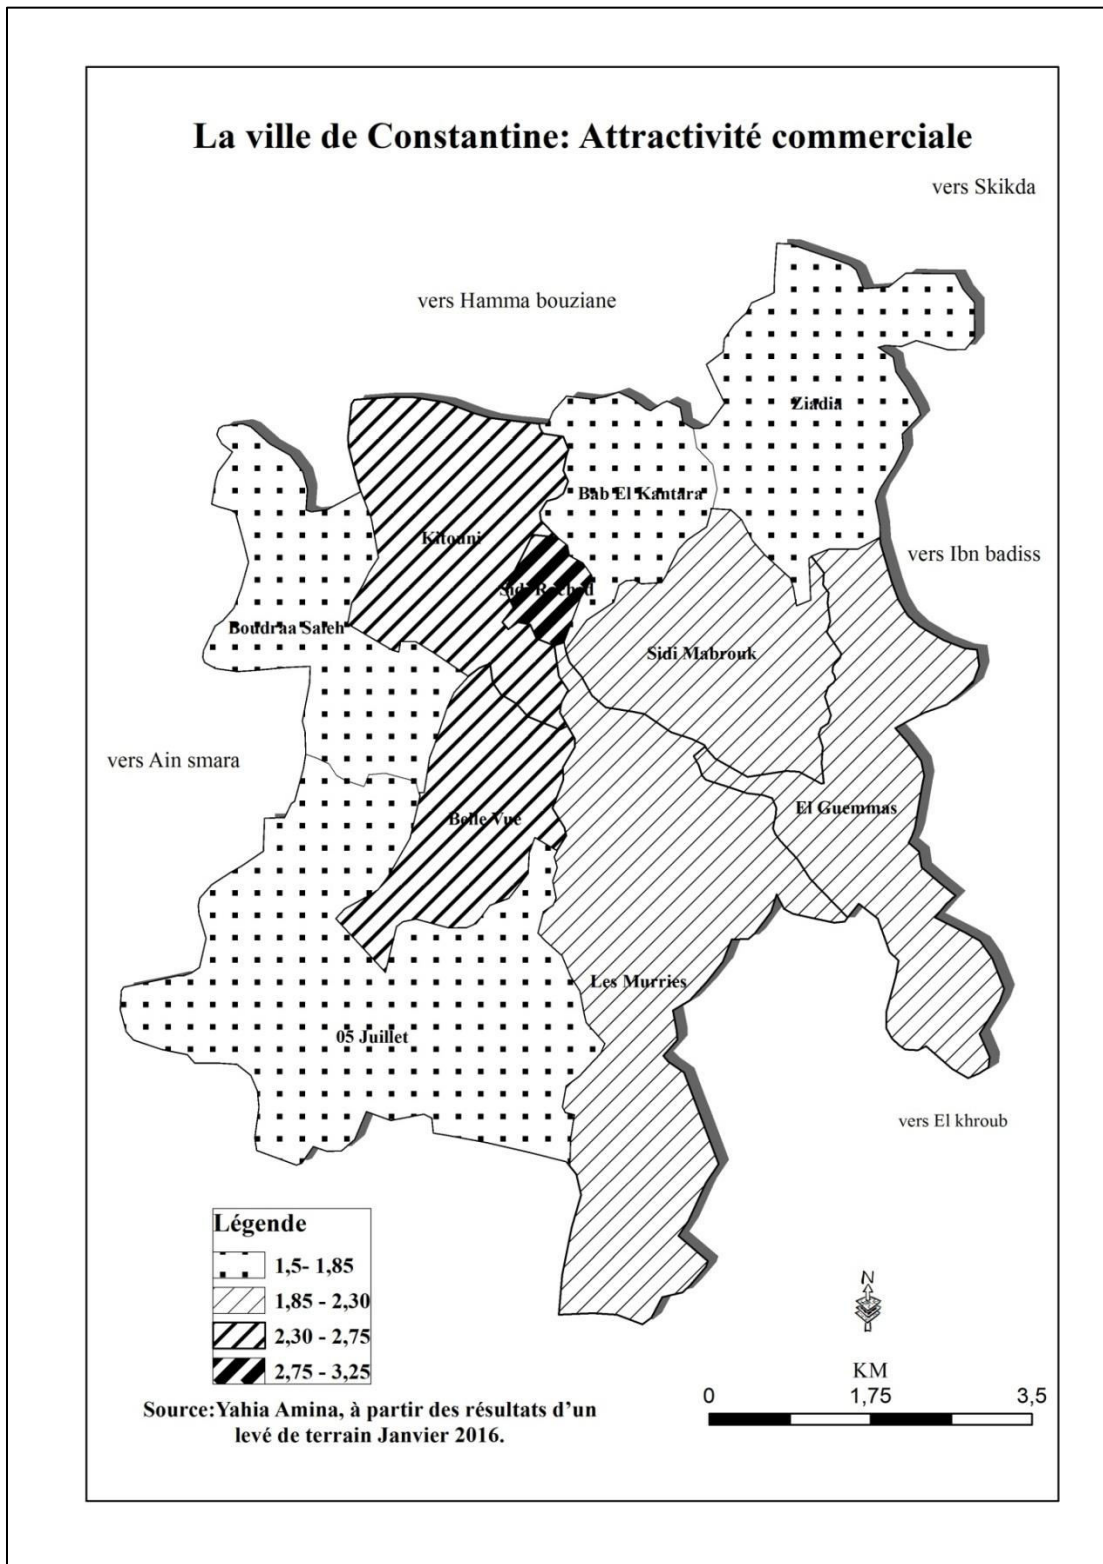 La ville de Constantine: Attractivité commerciale
vers Skikda
vers Hamma bouziane
Ziadia
Bab El Kantara
Kitouni
vers Ibn badiss
Sidi Rached
Boudraa Saleh
Sidi Mabrouk
vers Ain smara
El Guemmas
Belle Vue
Les Murries
05 Juillet
vers El khroub
Légende
1,5- 1,85
1,85 - 2,30
2,30 - 2,75
2,75 - 3,25
N
KM
0 1,75 3,5
Source:Yahia Amina, à partir des résultats d'un
levé de terrain Janvier 2016.